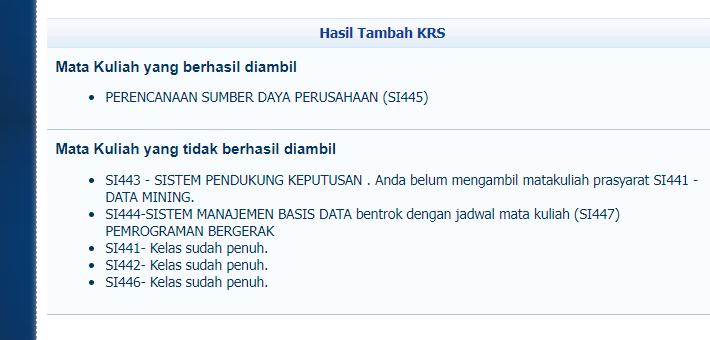 Hasil Tambah KRS
Mata Kuliah yang berhasil diambil
• PERENCANAAN SUMBER DAYA PERUSAHAAN (SI445)
Mata Kuliah yang tidak berhasil diambil
• SI443 - SISTEM PENDUKUNG KEPUTUSAN . Anda belum mengambil matakuliah prasyarat SI441 -
DATA MINING.
• SI444-SISTEM MANAJEMEN BASIS DATA bentrok dengan jadwal mata kuliah (SI447)
PEMROGRAMAN BERGERAK
• SI441- Kelas sudah penuh.
• SI442- Kelas sudah penuh.
• SI446- Kelas sudah penuh.